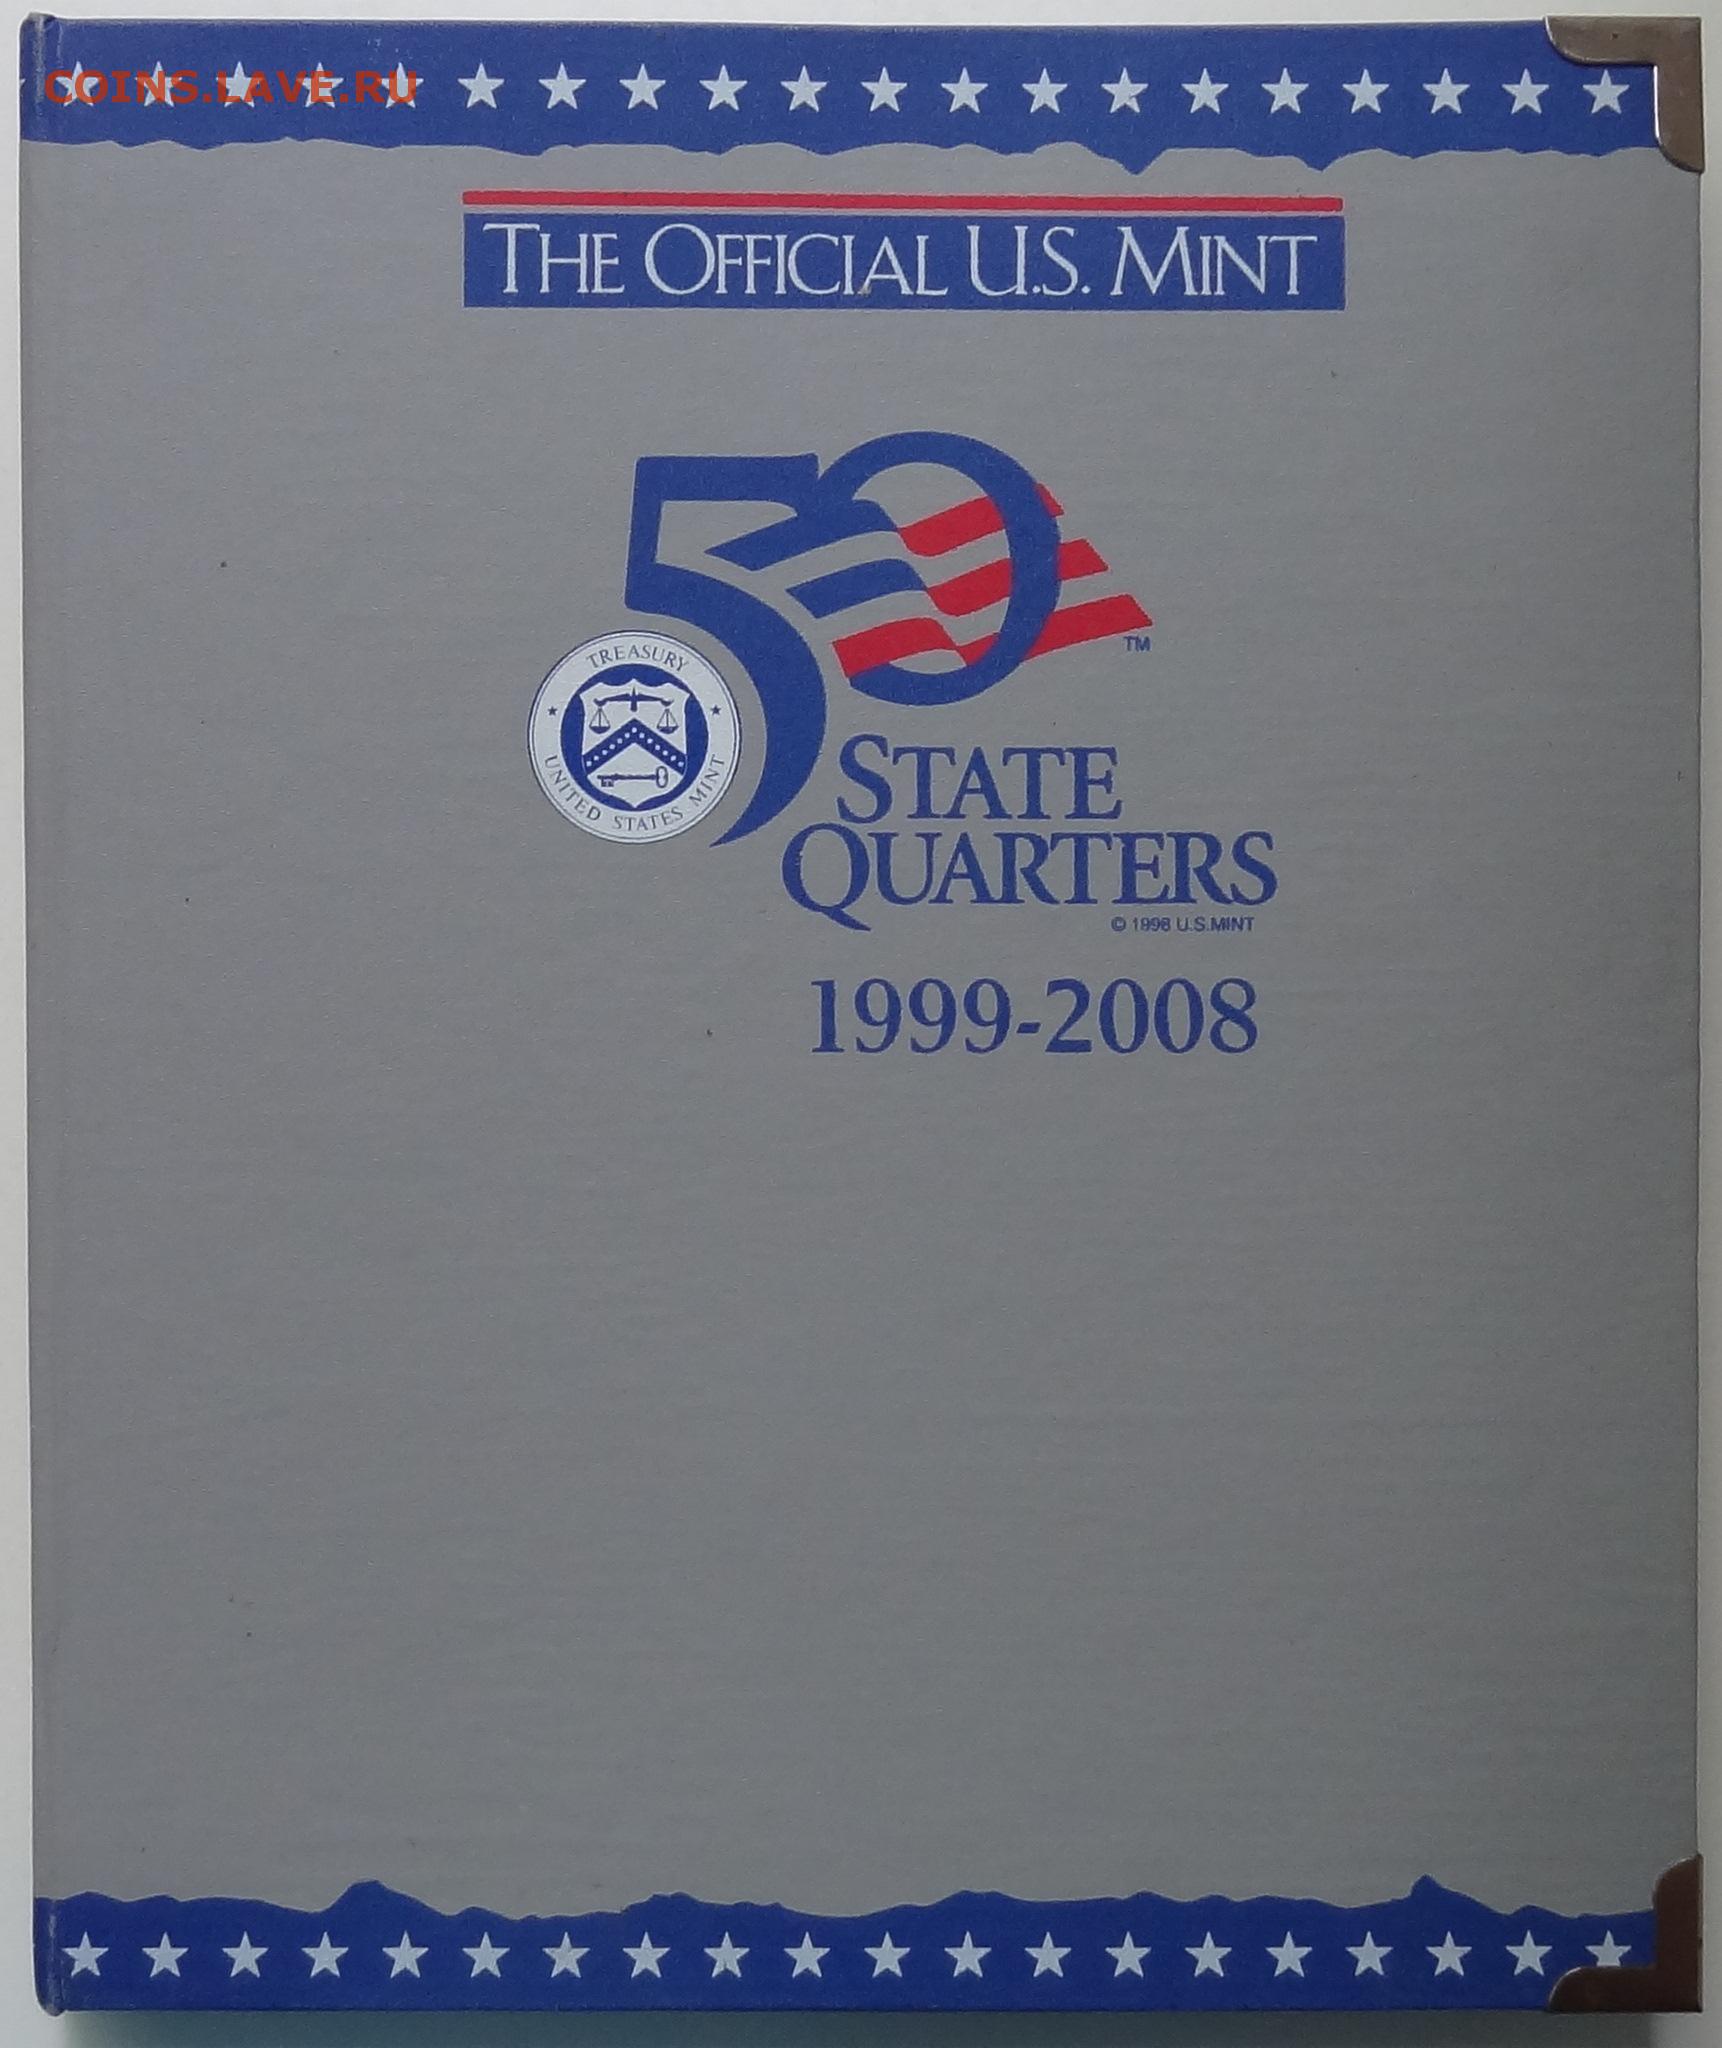 COINS.LAVE.RU
THE OFFICIAL U.S. MINT
50
TM
TREASURY
UNITED STATES MINT
STATE
QUARTERS
© 1998 U.S.MINT
1999-2008